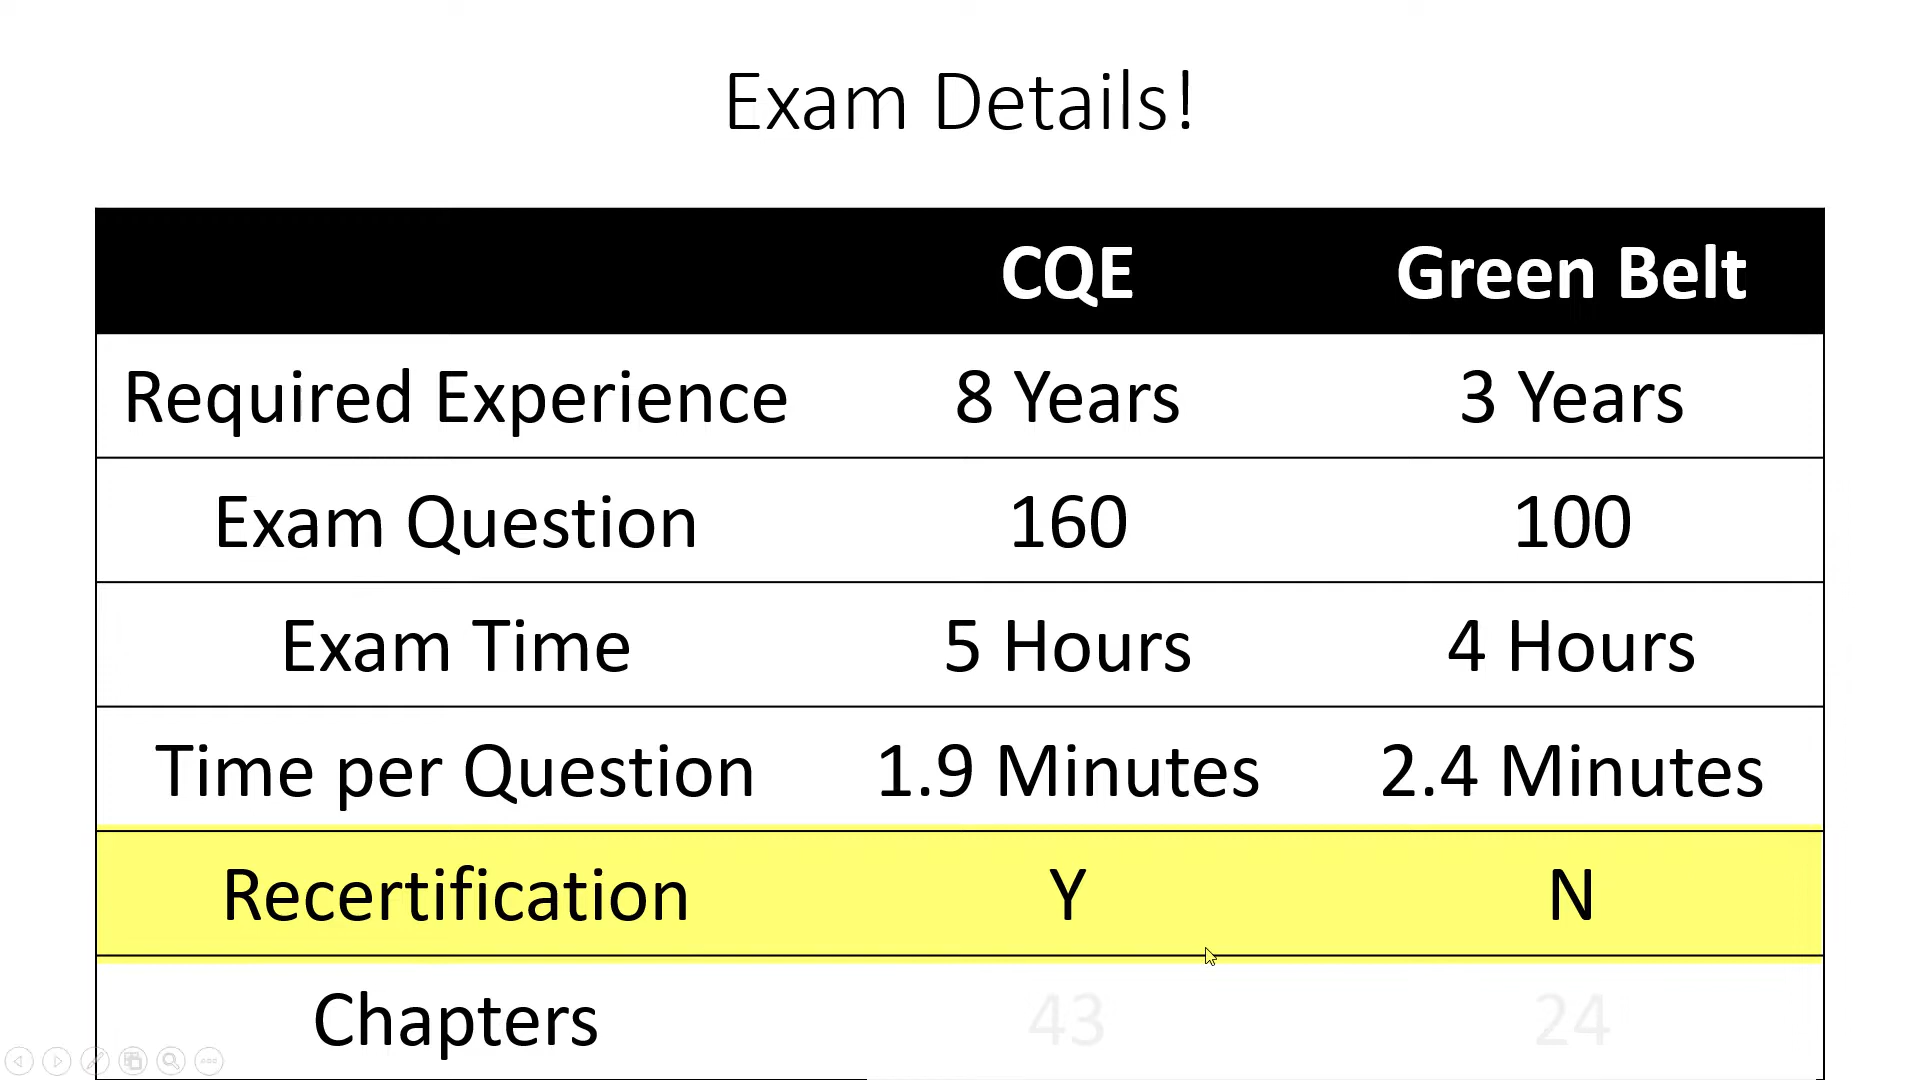 Exam Details!
CQE Green Belt
Required Experience 8 Years 3 Years
Exam Question 160 100
Exam Time 5 Hours 4 Hours
Time per Question 1.9 Minutes 2.4 Minutes
Recertification Y N
Chapters 43 24